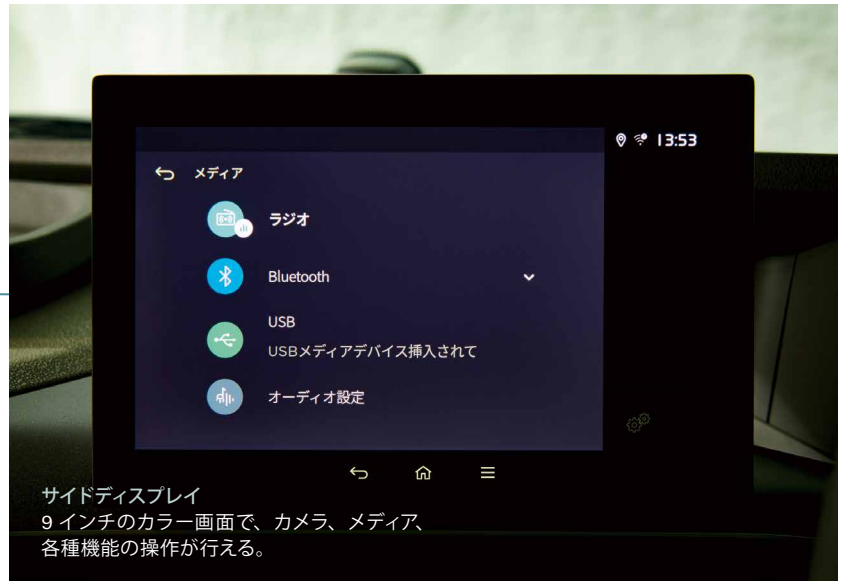 13:53
メディア
ラジオ
Bluetooth
USB
USBメディアデバイス挿入されて
オーディオ設定
サイドディスプレイ
9 インチのカラー画面で、カメラ、メディア、
各種機能の操作が行える。